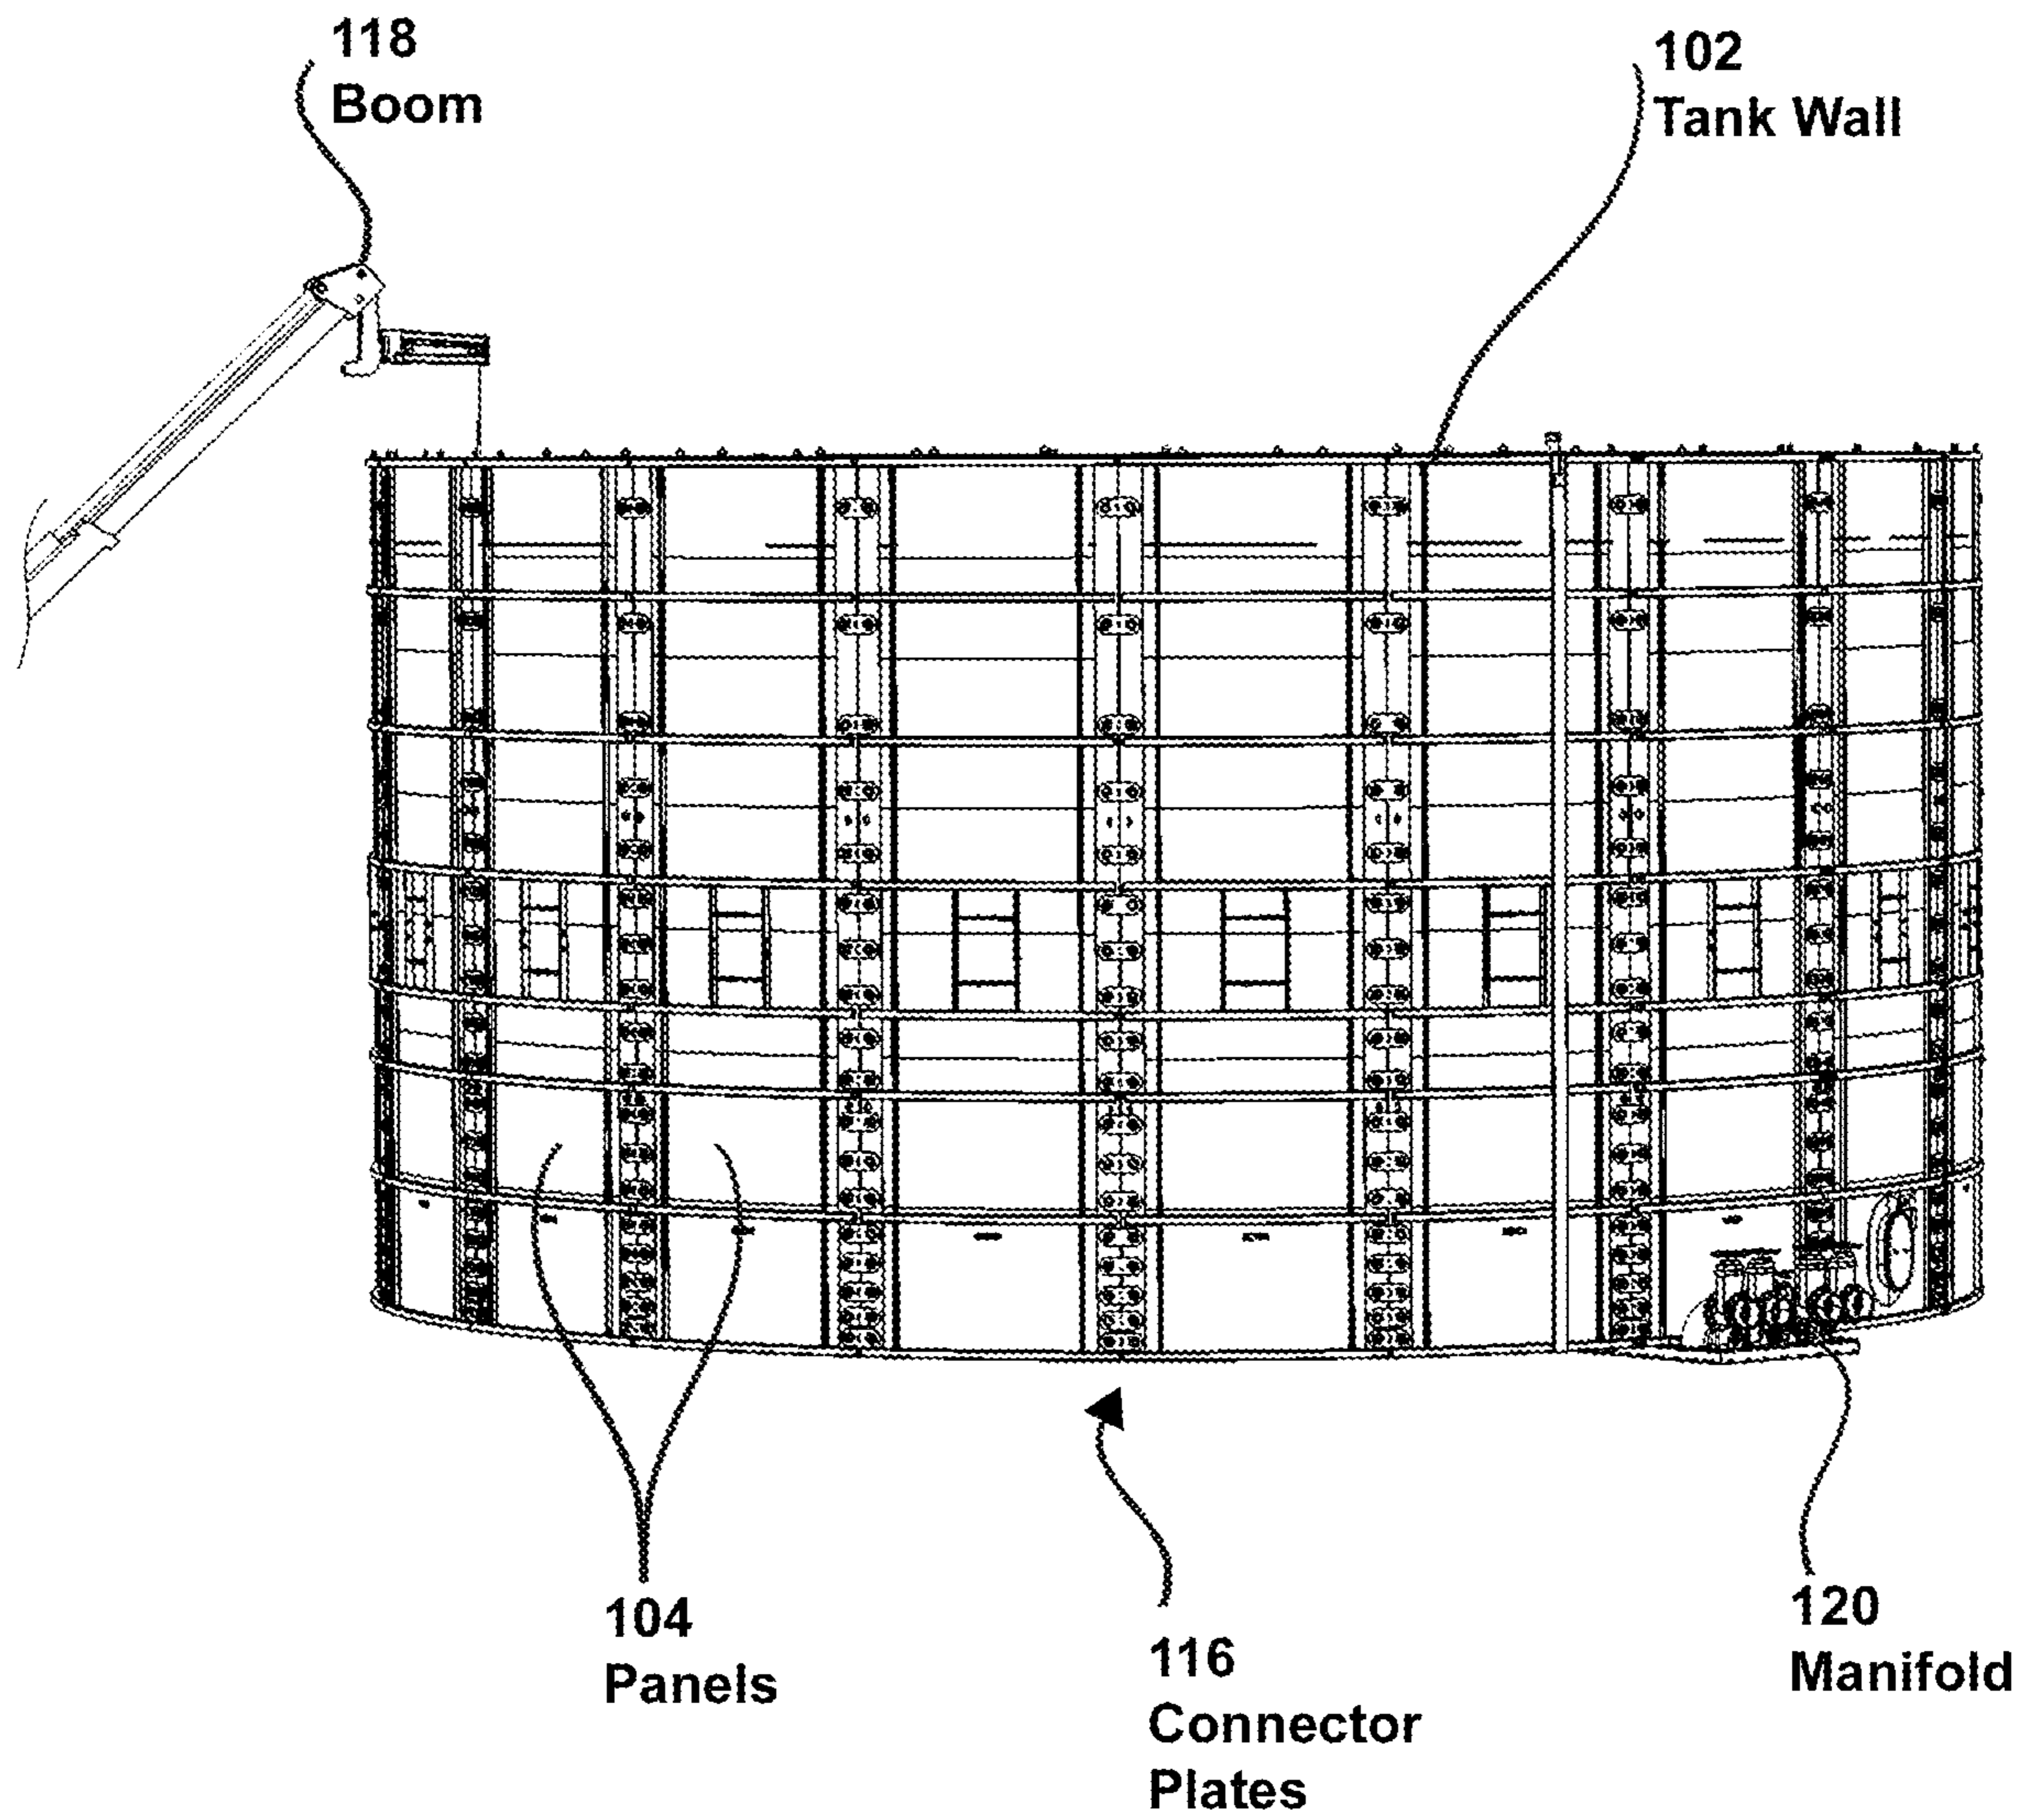 118
Boom
102
Tank Wall
104
Panels
116
Connector
Plates
120
Manifold